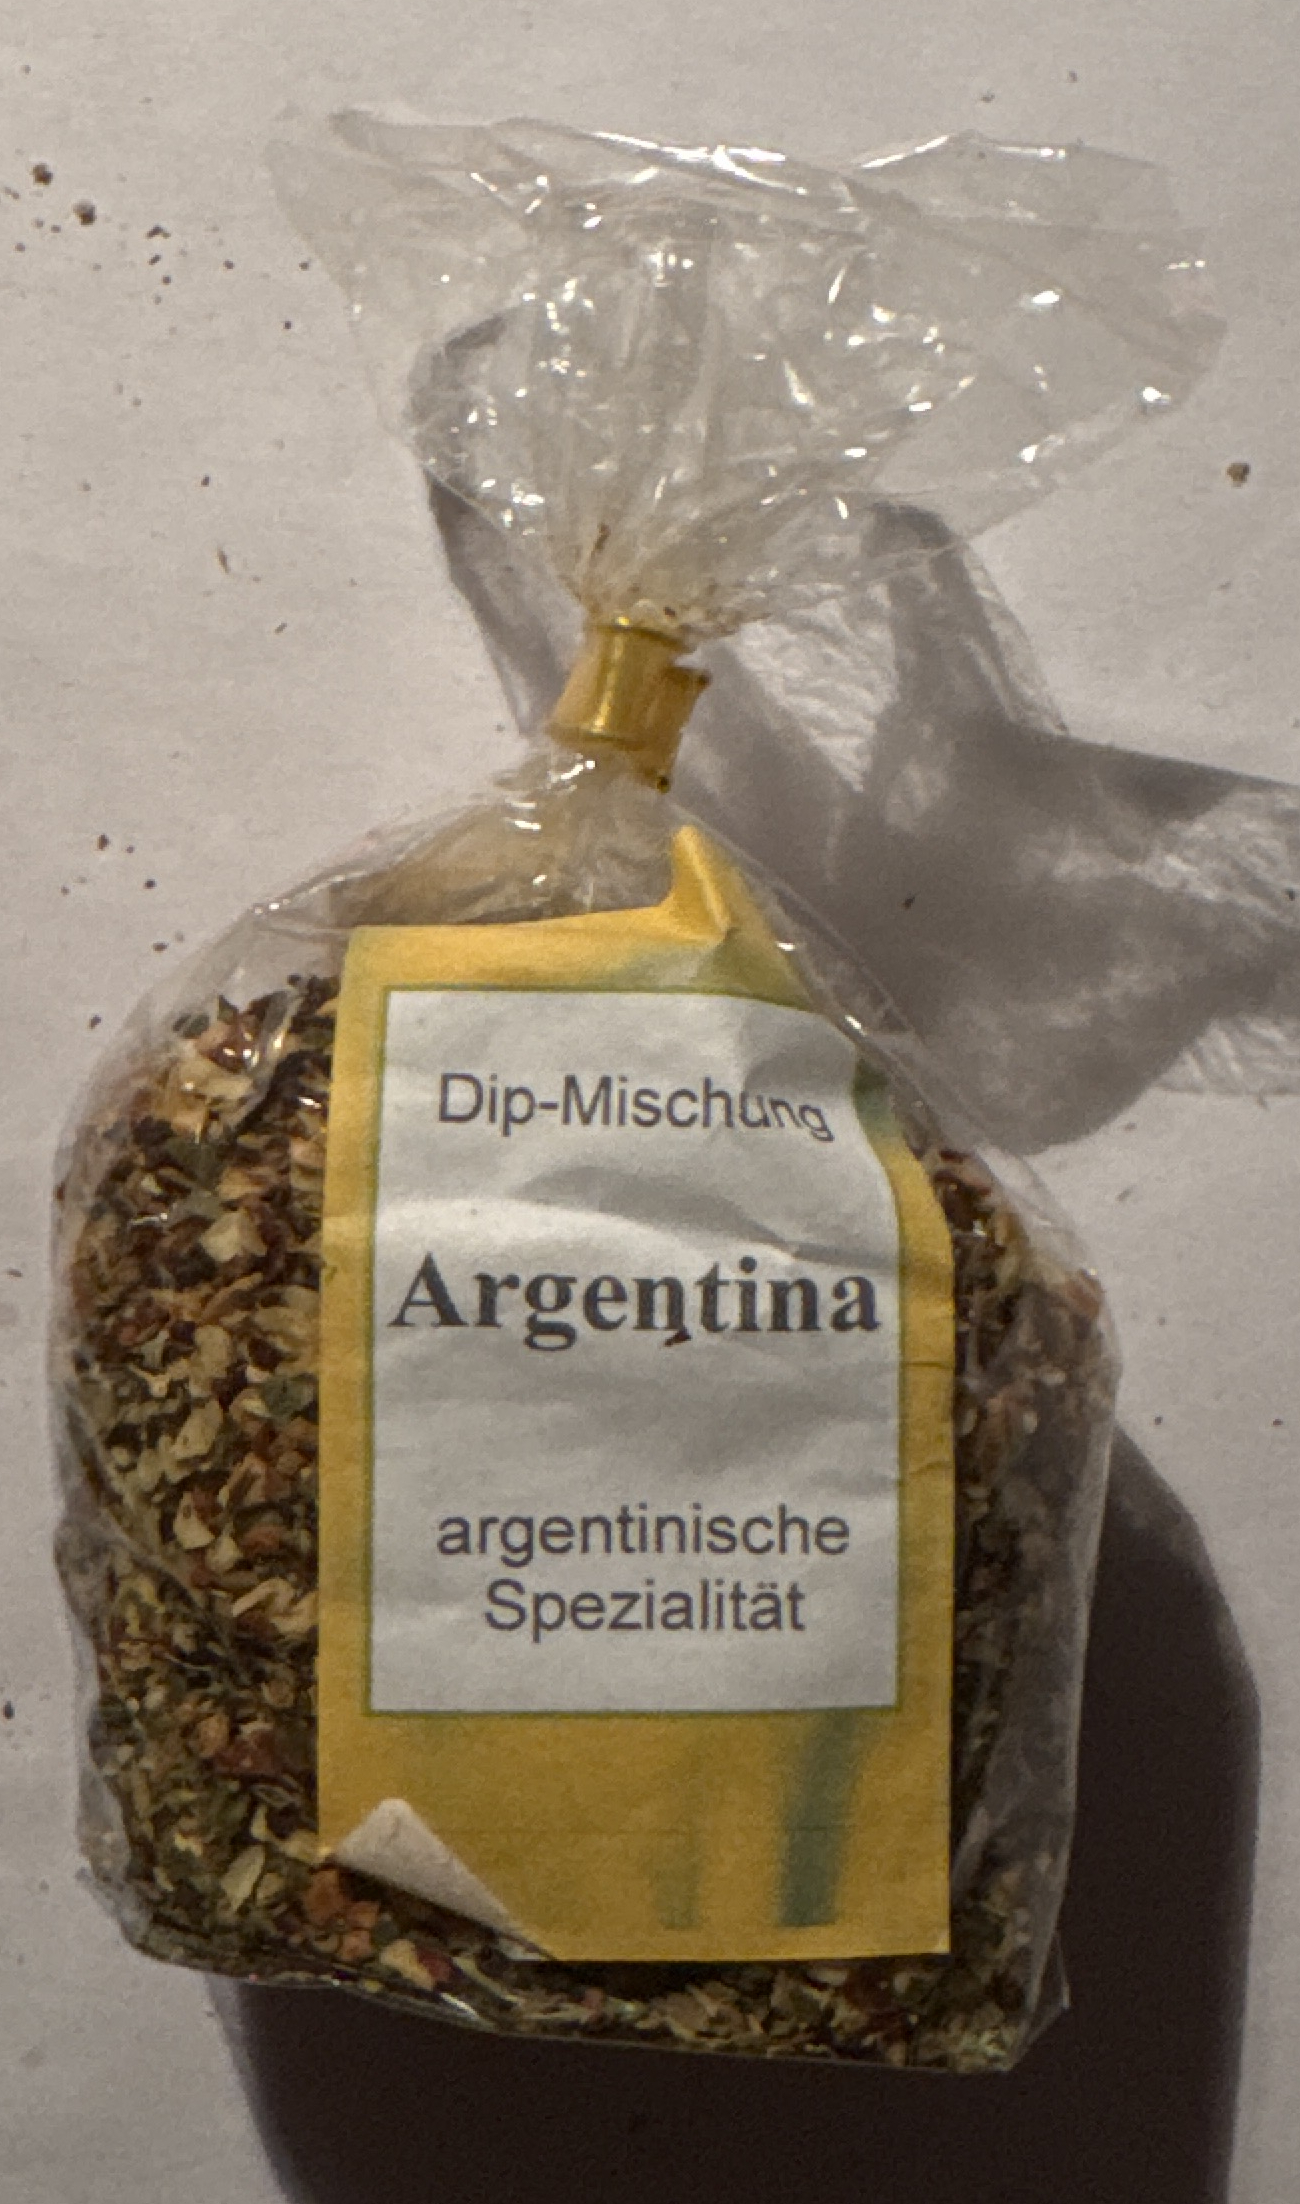 Dip-Mischung
Argentina
argentinische
Spezialität